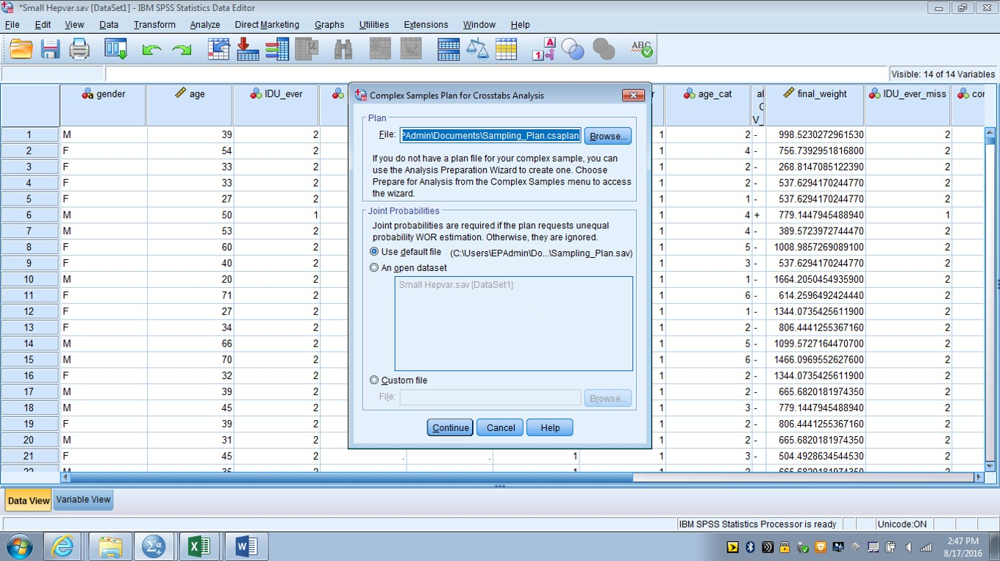 *Small Hepvar.sav [DataSet1] - IBM SPSS Statistics Data Editor
File Edit View Data Transform Analyze Direct Marketing Graphs Utilities Extensions Window Help
Visible: 14 of 14 Variables
gender age IDU_ever age_cat final_weight IDU_ever_miss
1 M 39 2 1 2 - 998.5230272961530 2
2 F 54 2 1 4 - 756.7392951816800 2
3 F 33 2 1 2 - 268.8147085122390 2
4 F 33 2 1 2 - 537.6294170244770 2
5 F 27 2 1 1 - 537.6294170244770 2
6 M 50 1 1 4 + 779.1447945488940 1
7 M 53 2 1 4 - 389.5723972744470 2
8 F 60 2 1 5 - 1008.9857269089100 2
9 F 40 2 1 3 - 537.6294170244770 2
10 M 20 2 1 1 - 1664.2050454935900 2
11 F 71 2 1 6 - 614.2596492424440 2
12 F 27 2 1 1 - 1344.0735425611900 2
13 F 34 2 1 2 - 806.4441255367160 2
14 M 66 2 1 5 - 1099.5727164470700 2
15 M 70 2 1 6 - 1466.0969552627600 2
16 F 32 2 1 2 - 1344.0735425611900 2
17 M 39 2 1 2 - 665.6820181974350 2
18 M 45 2 1 3 - 779.1447945488940 2
19 F 39 2 1 2 - 806.4441255367160 2
20 M 31 2 1 2 - 665.6820181974350 2
21 F 45 2 . . 1 1 3 - 504.4928634544530 2
Complex Samples Plan for Crosstabs Analysis
Plan
File: PAdmin\Documents\Sampling_Plan.csaplan Browse...
If you do not have a plan file for your complex sample, you can
use the Analysis Preparation Wizard to create one. Choose
Prepare for Analysis from the Complex Samples menu to access
the wizard.
Joint Probabilities
Joint probabilities are required if the plan requests unequal
probability WOR estimation. Otherwise, they are ignored.
Use default file (C:\Users\EPAdmin\Do...\Sampling_Plan.sav)
An open dataset
Small Hepvar.sav [DataSet1]
Custom file
File: Browse...
Continue Cancel Help
Data View Variable View
IBM SPSS Statistics Processor is ready Unicode:ON
2:47 PM
8/17/2016